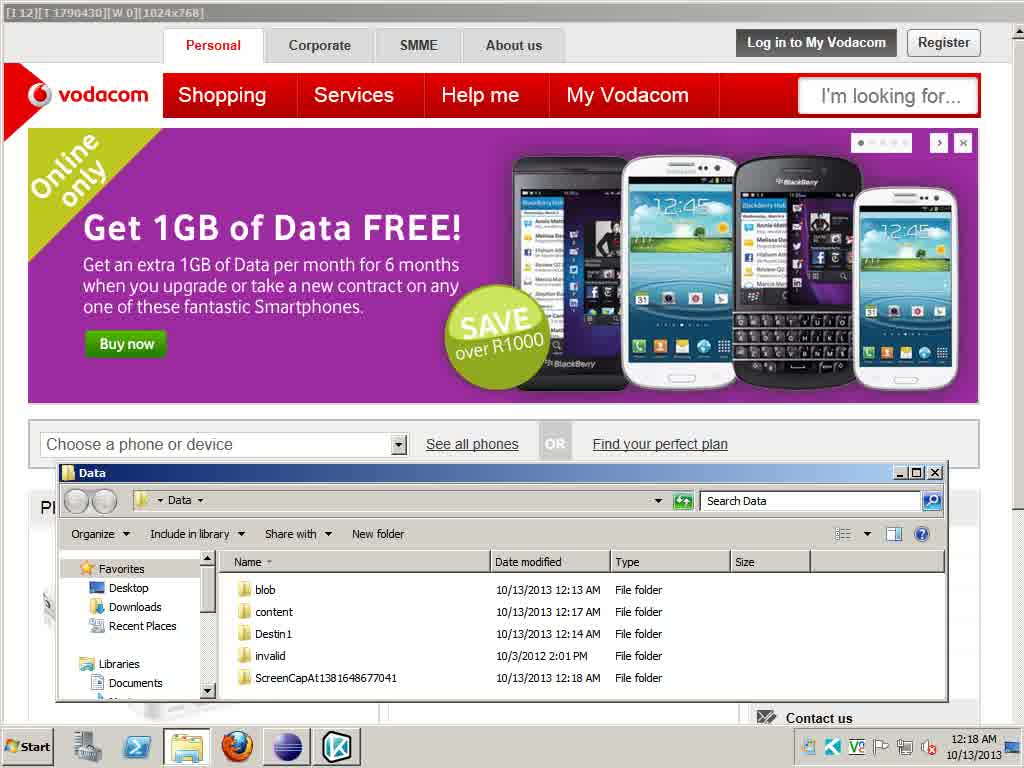 [I 12][T 1790430][W 0][1024x768]
Personal
Corporate
SMME
About us
Log in to My Vodacom
Register
vodacom
Shopping
Services
Help me
My Vodacom
I'm looking for...
Online
only
Get 1GB of Data FREE!
Get an extra 1GB of Data per month for 6 months
when you upgrade or take a new contract on any
one of these fantastic Smartphones.
Buy now
SAVE
over R1000
BlackBerry
BlackBerry
12:45
12:45
Choose a phone or device
See all phones
OR
Find your perfect plan
Data
Data
Search Data
Organize
Include in library
Share with
New folder
Favorites
Desktop
Downloads
Recent Places
Libraries
Documents
Name
Date modified
Type
Size
blob
10/13/2013 12:13 AM
File folder
content
10/13/2013 12:17 AM
File folder
Destin1
10/13/2013 12:14 AM
File folder
invalid
10/3/2012 2:01 PM
File folder
ScreenCapAt1381648677041
10/13/2013 12:18 AM
File folder
Contact us
Start
12:18 AM
10/13/2013